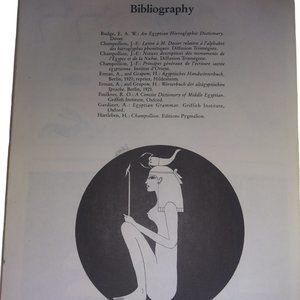 Bibliography
Budge, E. A. W.: An Egyptian Hieroglyphic Dictionary.
Dover.
Champollion, J.-F.: Lettre à M. Dacier relative à l'alphabet
des hiéroglyphes phonétiques. Diffusion Teissèdre.
Champollion, J.-F.: Notices descriptives des monuments de
l'Egypte et de la Nubie. Diffusion
Champollion, J.-F.: Principes généraux de l'écriture sacrée
égyptienne. Institut d'Orient.
Erman, A., and Grapow, H.: Ägyptisches Handwörterbuch.
Berlin, 1921; reprint, Hildesheim.
Erman, A., and Grapow, H.: Wörterbuch der ägyptischen
Sprache. Berlin, 1925.
Faulkner, R. O.: A Concise Dictionary of Middle Egyptian.
Griffith Institute, Oxford.
Gardiner, A.: Egyptian Grammar. Griffith Institute,
Oxford.
Hartleben, H.: Champollion. Editions Pygmalion.